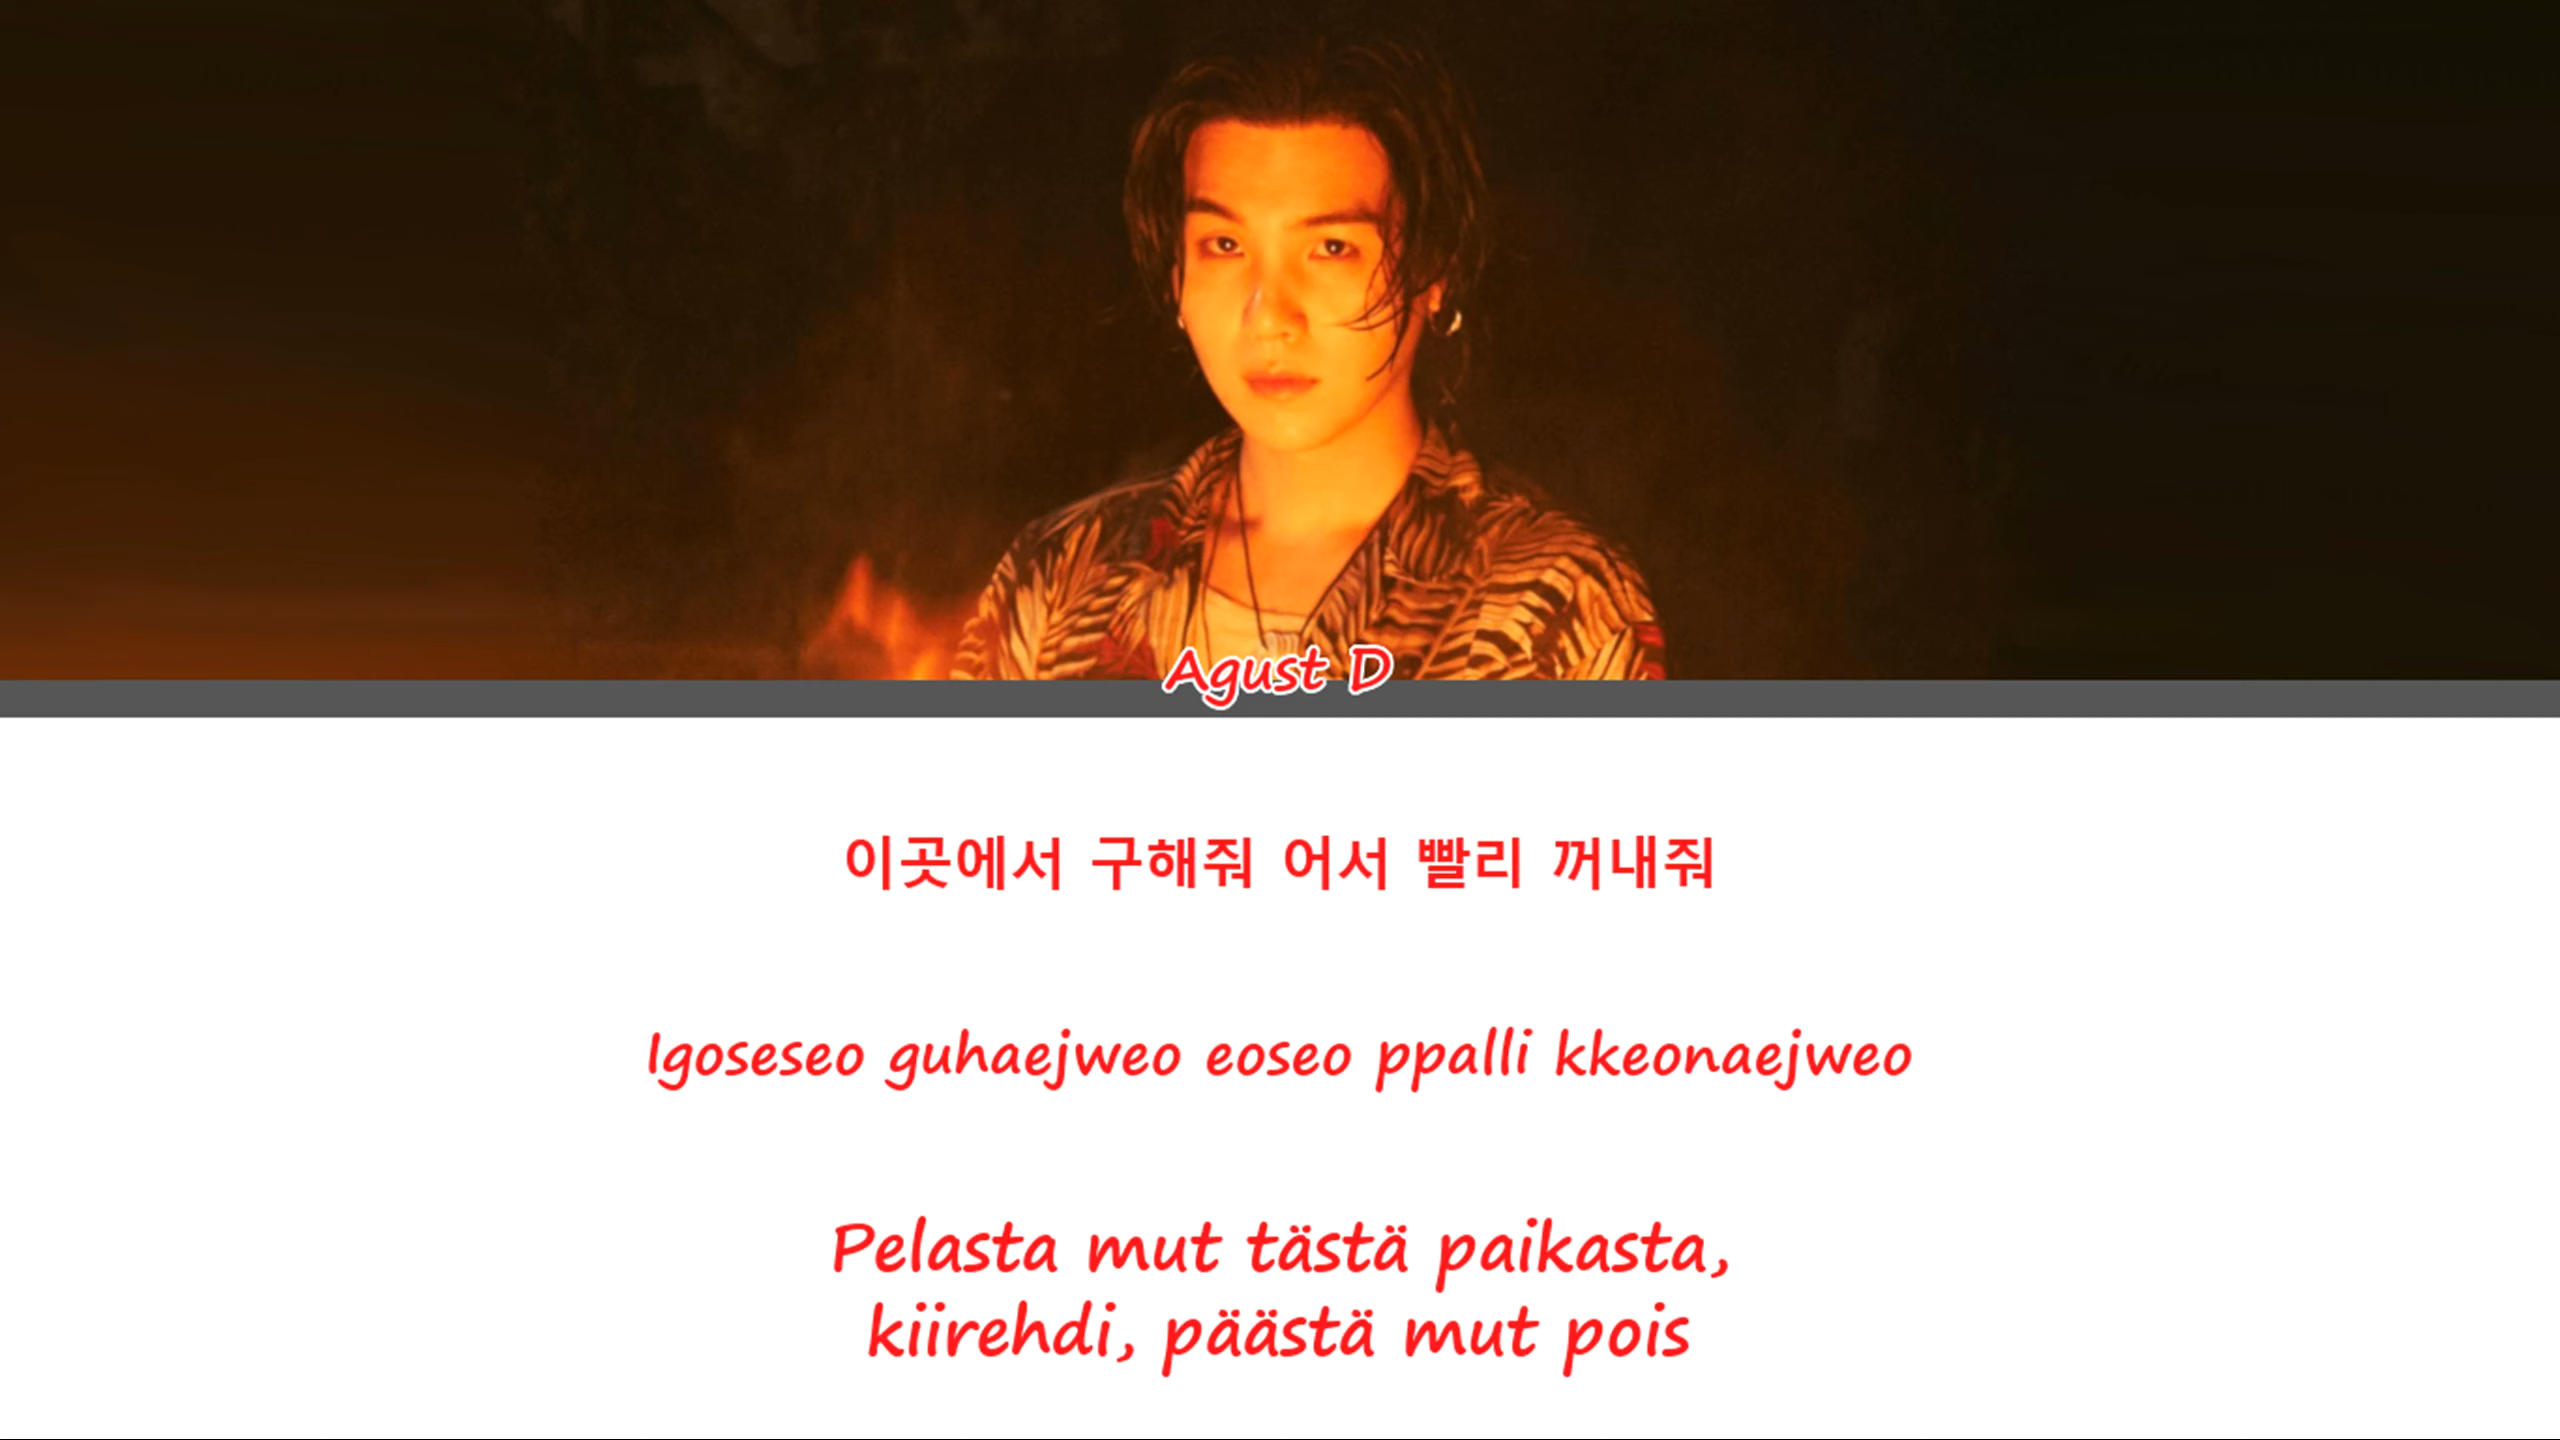 Agust D
이곳에서 구해줘 어서 빨리 꺼내줘
Igoseseo guhaejweo eoseo ppalli kkeonaejweo
Pelasta mut tästä paikasta,
kiirehdi, päästä mut pois